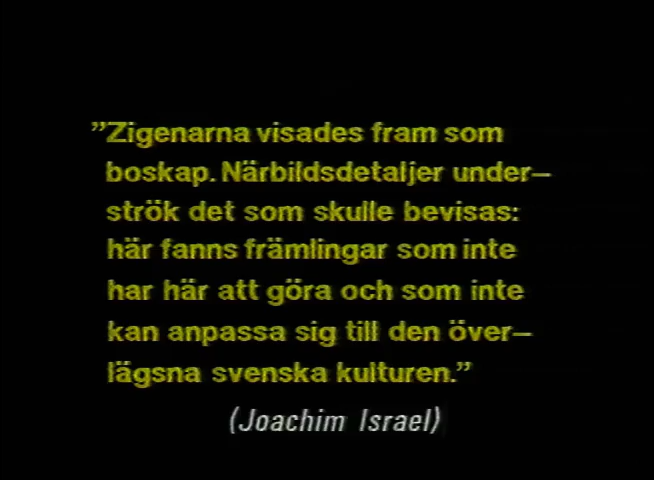 ”Zigenarna visades fram som
boskap. Närbildsdetaljer under–
strök det som skulle bevisas:
här fanns främlingar som inte
har här att göra och som inte
kan anpassa sig till den över–
lägsna svenska kulturen.”
(Joachim Israel)